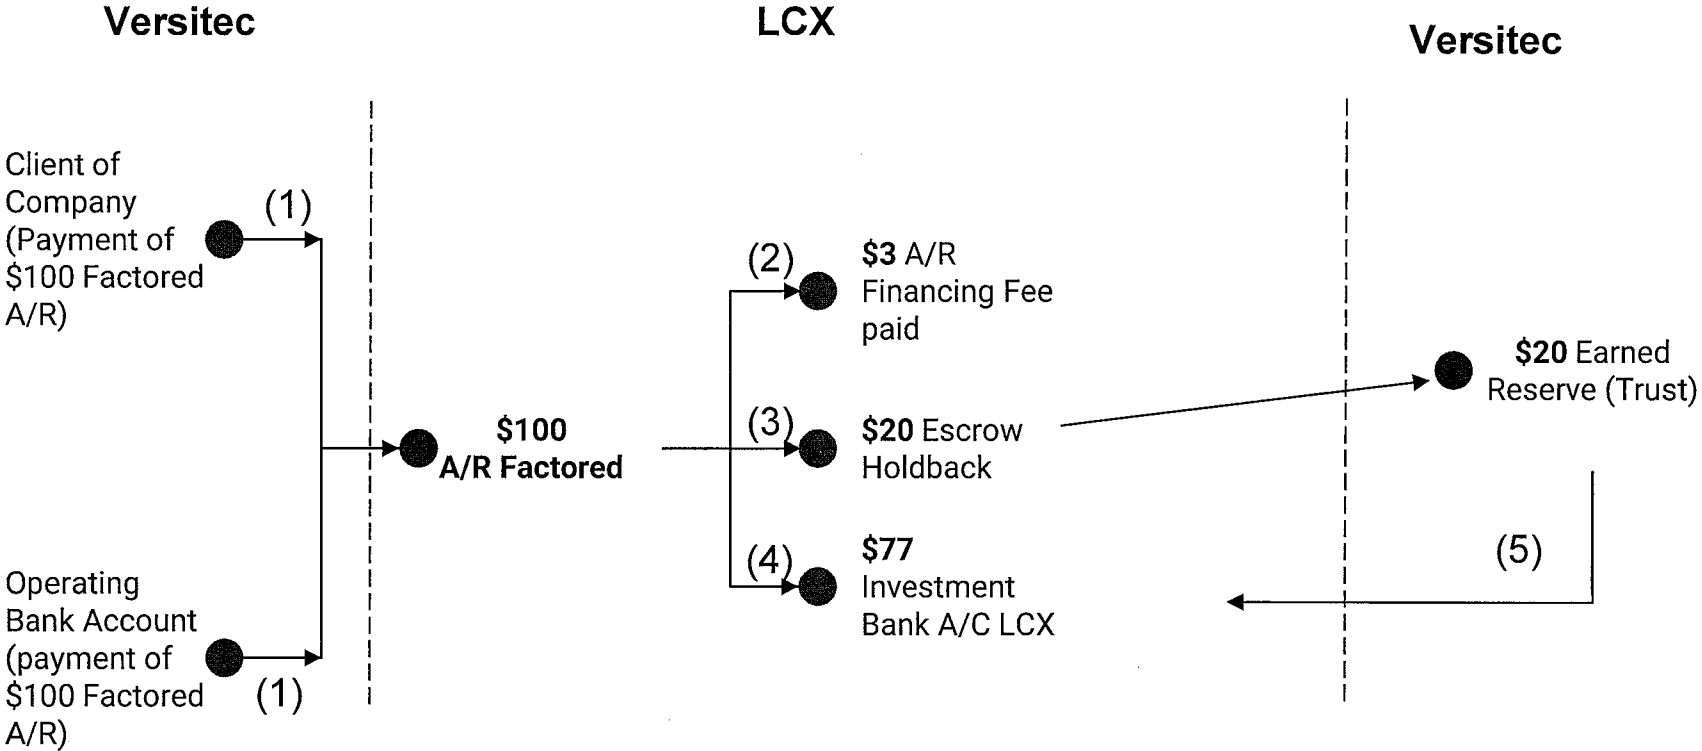 Versitec
LCX
Versitec
Client of
Company
(Payment of
$100 Factored
A/R)
(1)
Operating
Bank Account
(payment of
$100 Factored
A/R)
(1)
$100
A/R Factored
(2)
$3 A/R
Financing Fee
paid
(3)
$20 Escrow
Holdback
(4)
$77
Investment
Bank A/C LCX
$20 Earned
Reserve (Trust)
(5)